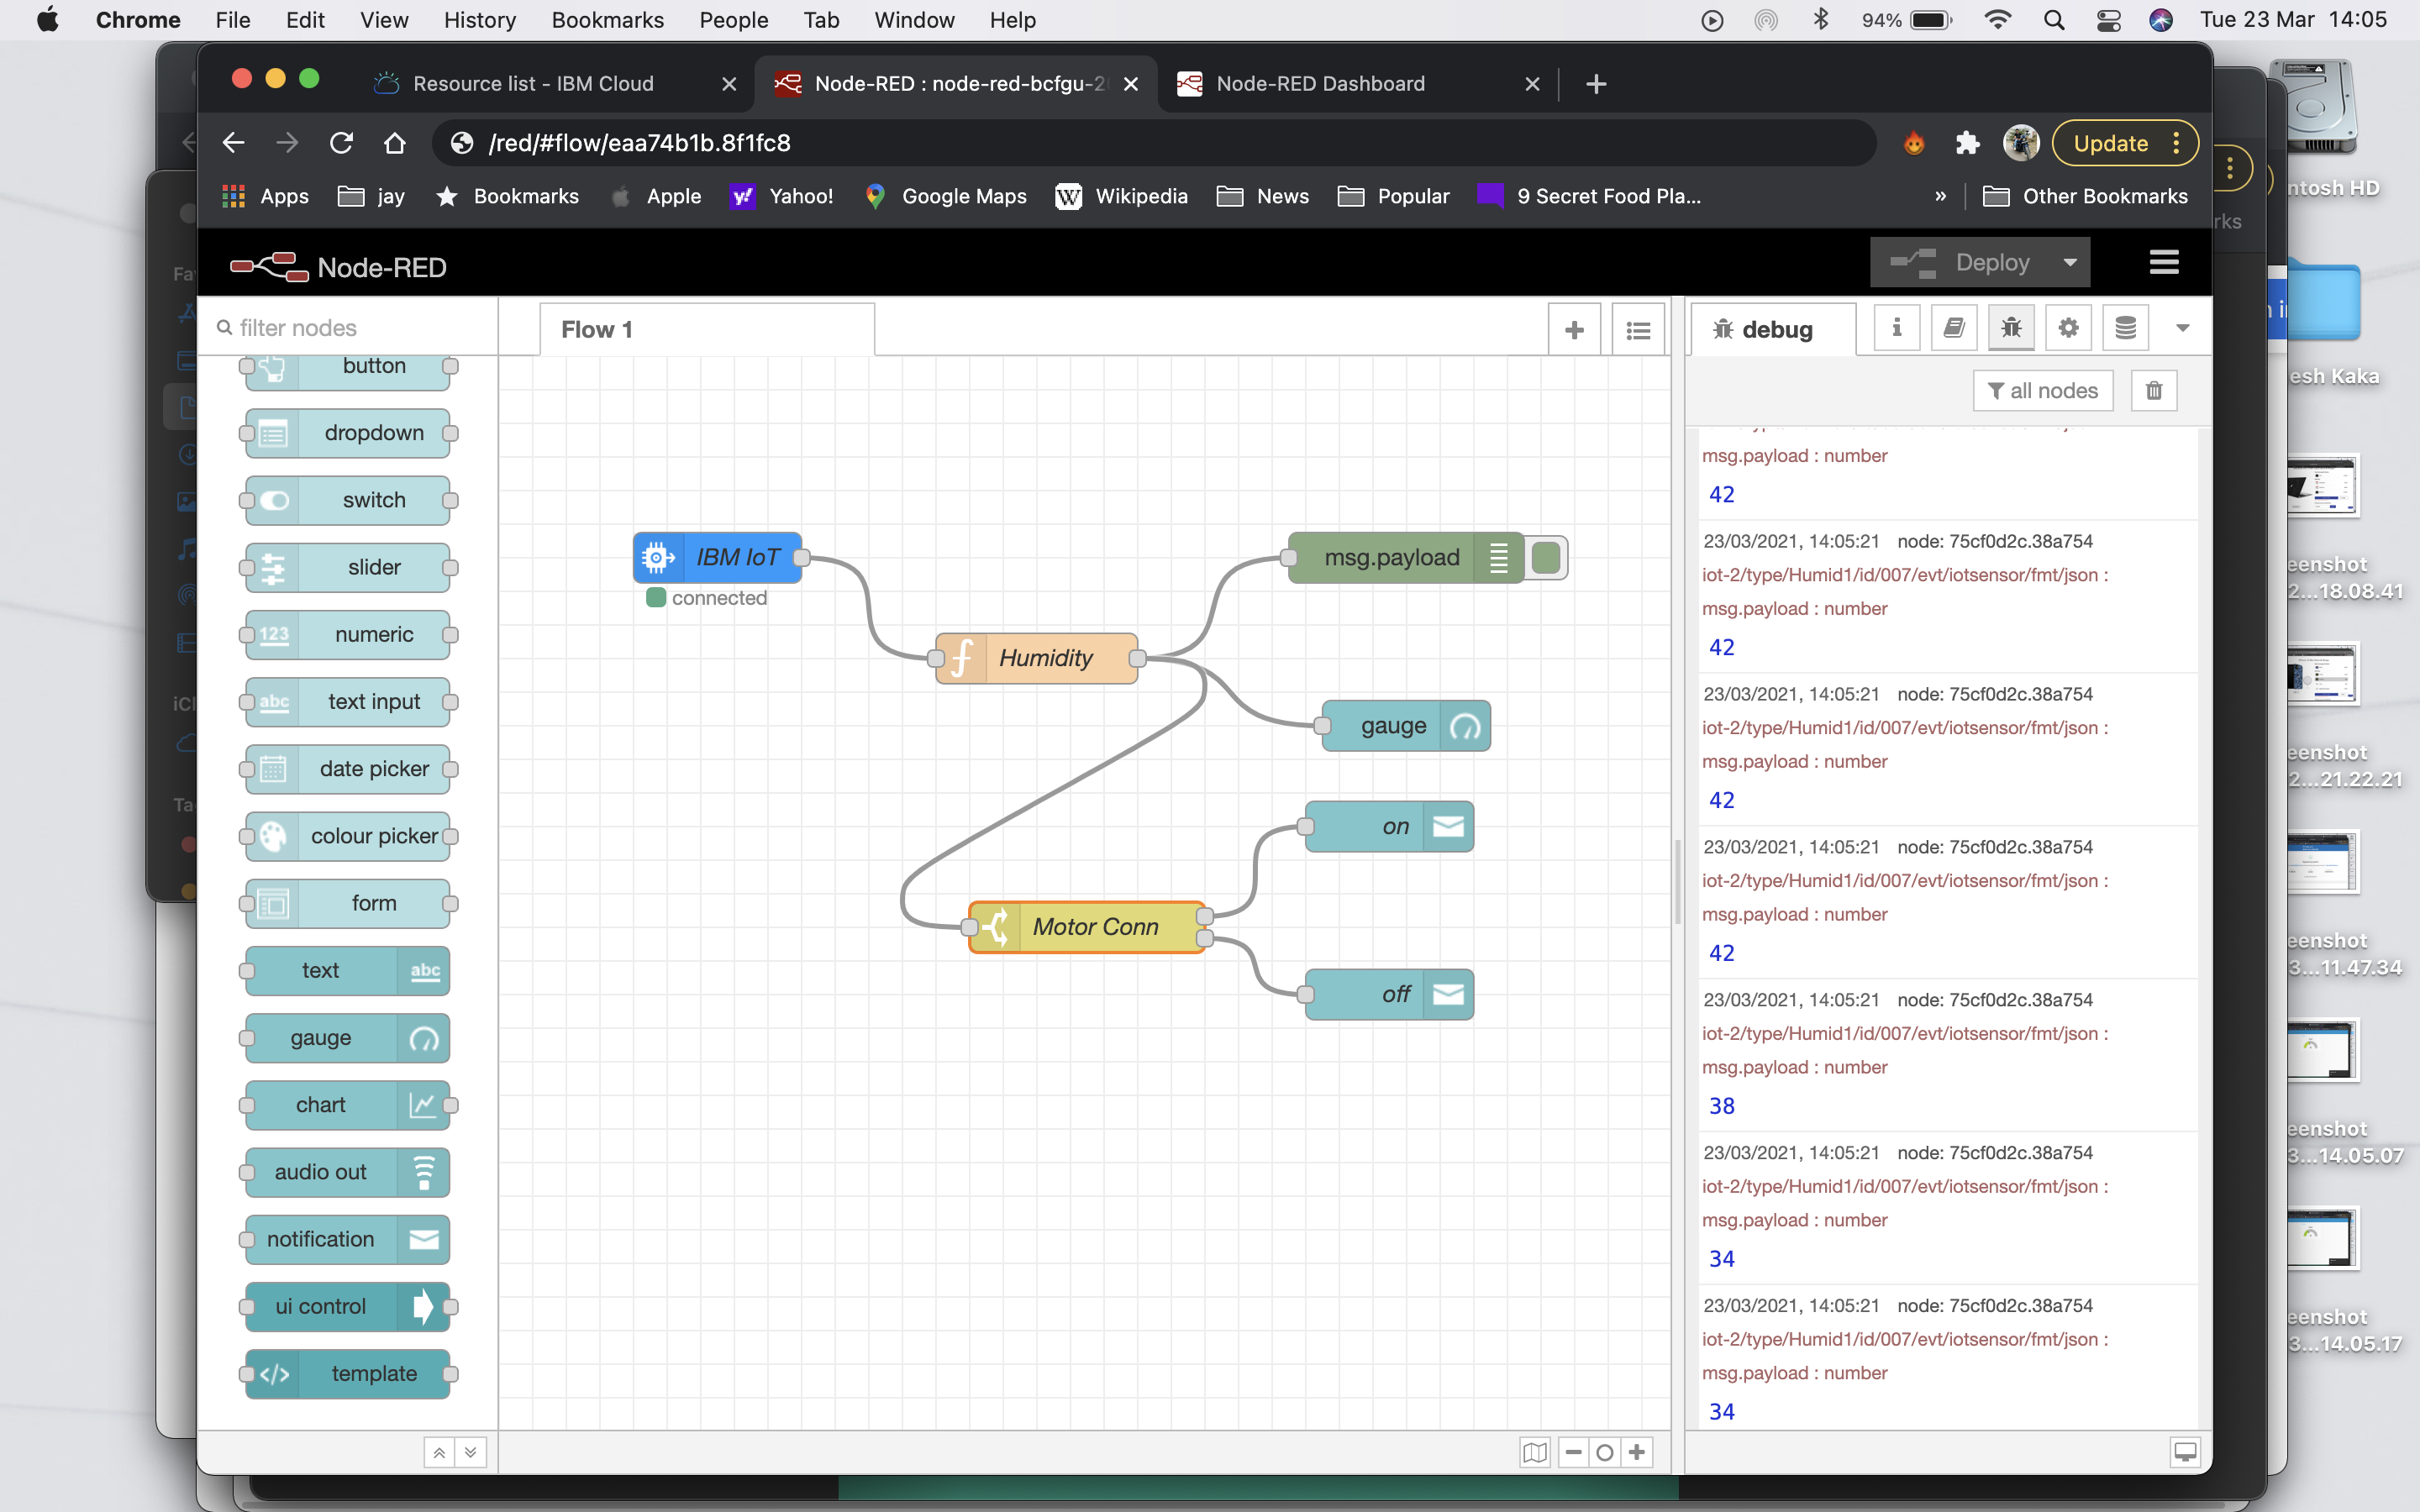 Chrome File Edit View History Bookmarks People Tab Window Help 94% Tue 23 Mar 14:05
Resource list - IBM Cloud Node-RED : node-red-bcfgu-2 Node-RED Dashboard
/red/#flow/eaa74b1b.8f1fc8 Update
Apps jay Bookmarks Apple Yahoo! Google Maps Wikipedia News Popular 9 Secret Food Pla... » Other Bookmarks
Node-RED Deploy
filter nodes
button
dropdown
switch
slider
123 numeric
abc text input
date picker
colour picker
form
text abc
gauge
chart
audio out
notification
ui control
</> template
Flow 1
IBM IoT
connected
Humidity
msg.payload
gauge
on
Motor Conn
off
debug
all nodes
msg.payload : number
42
23/03/2021, 14:05:21 node: 75cf0d2c.38a754
iot-2/type/Humid1/id/007/evt/iotsensor/fmt/json :
msg.payload : number
42
23/03/2021, 14:05:21 node: 75cf0d2c.38a754
iot-2/type/Humid1/id/007/evt/iotsensor/fmt/json :
msg.payload : number
42
23/03/2021, 14:05:21 node: 75cf0d2c.38a754
iot-2/type/Humid1/id/007/evt/iotsensor/fmt/json :
msg.payload : number
42
23/03/2021, 14:05:21 node: 75cf0d2c.38a754
iot-2/type/Humid1/id/007/evt/iotsensor/fmt/json :
msg.payload : number
38
23/03/2021, 14:05:21 node: 75cf0d2c.38a754
iot-2/type/Humid1/id/007/evt/iotsensor/fmt/json :
msg.payload : number
34
23/03/2021, 14:05:21 node: 75cf0d2c.38a754
iot-2/type/Humid1/id/007/evt/iotsensor/fmt/json :
msg.payload : number
34
Fa
iCl
Ta
ntosh HD
rks
esh Kaka
eenshot
2...18.08.41
eenshot
2...21.22.21
eenshot
3...11.47.34
eenshot
3...14.05.07
eenshot
3...14.05.17